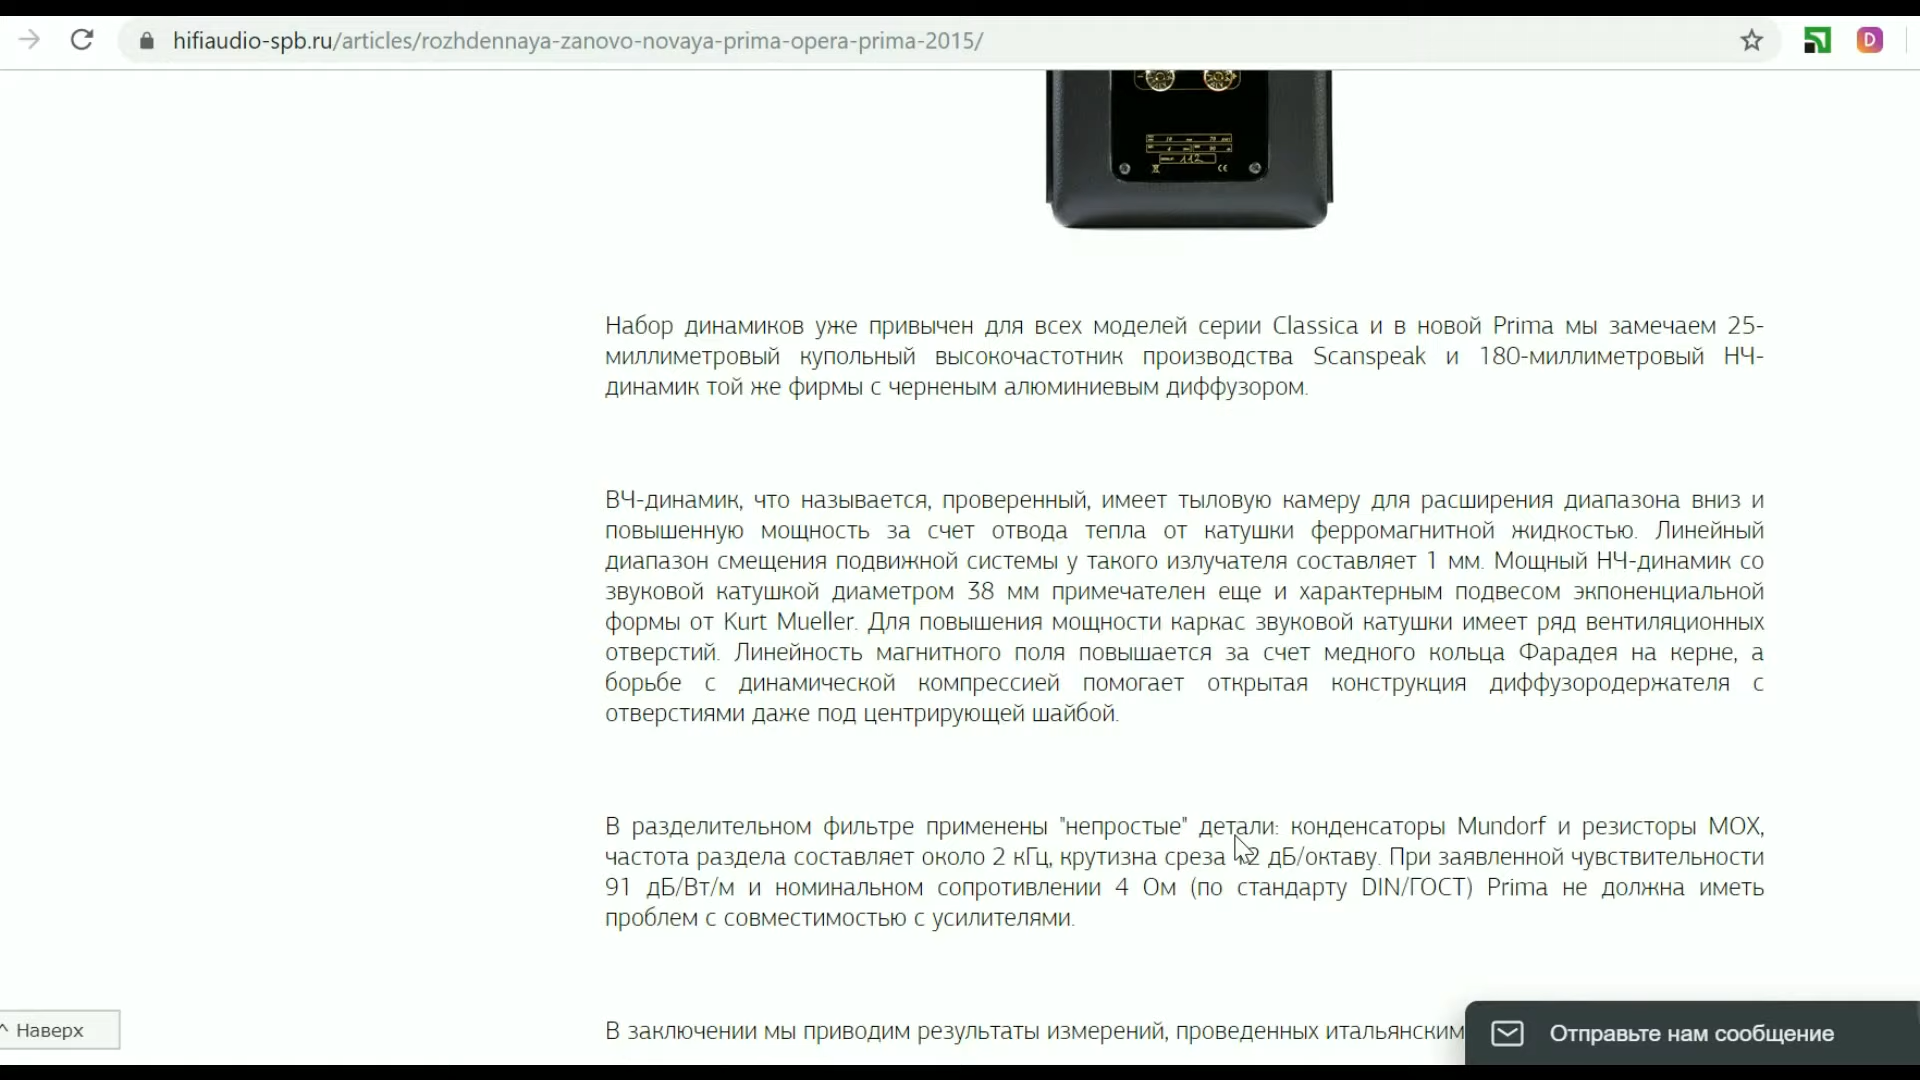 hifiaudio-spb.ru/articles/rozhdennaya-zanovo-novaya-prima-opera-prima-2015/
D
112
CE
Набор динамиков уже привычен для всех моделей серии Classica и в новой Prima мы замечаем 25-
миллиметровый купольный высокочастотник производства Scanspeak и 180-миллиметровый НЧ-
динамик той же фирмы с черненым алюминиевым диффузором.
ВЧ-динамик, что называется, проверенный, имеет тыловую камеру для расширения диапазона вниз и
повышенную мощность за счет отвода тепла от катушки ферромагнитной жидкостью. Линейный
диапазон смещения подвижной системы у такого излучателя составляет 1 мм. Мощный НЧ-динамик со
звуковой катушкой диаметром 38 мм примечателен еще и характерным подвесом экпоненциальной
формы от Kurt Mueller. Для повышения мощности каркас звуковой катушки имеет ряд вентиляционных
отверстий. Линейность магнитного поля повышается за счет медного кольца Фарадея на керне, а
борьбе с динамической компрессией помогает открытая конструкция диффузородержателя с
отверстиями даже под центрирующей шайбой.
В разделительном фильтре применены "непростые" детали: конденсаторы Mundorf и резисторы MOX,
частота раздела составляет около 2 кГц, крутизна среза 2 дБ/октаву. При заявленной чувствительности
91 дБ/Вт/м и номинальном сопротивлении 4 Ом (по стандарту DIN/ГОСТ) Prima не должна иметь
проблем с совместимостью с усилителями.
В заключении мы приводим результаты измерений, проведенных итальянским
^ Наверх
Отправьте нам сообщение